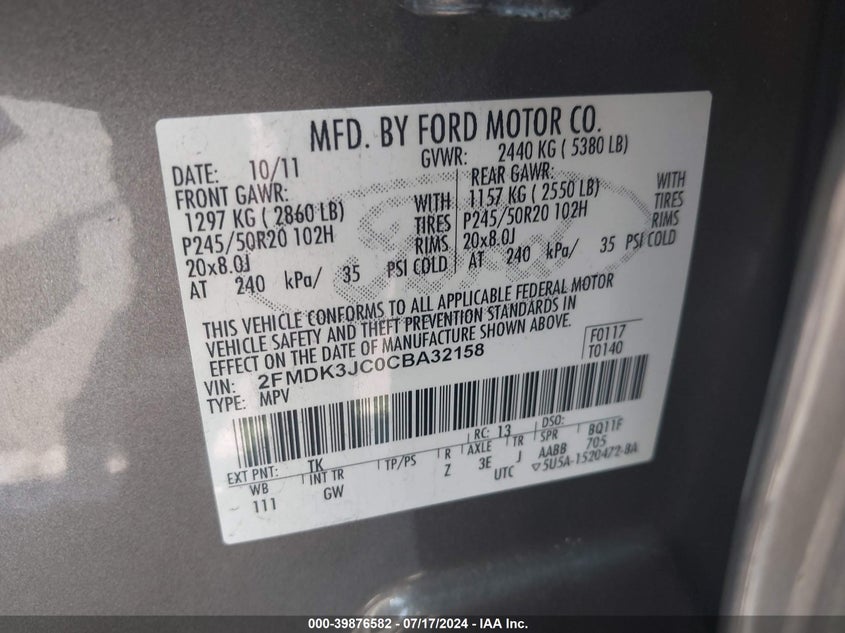 MFD. BY FORD MOTOR CO.
DATE: 10/11 GVWR: 2440 KG ( 5380 LB)
FRONT GAWR: REAR GAWR:
1297 KG ( 2860 LB) WITH 1157 KG ( 2550 LB) WITH
P245/50R20 102H TIRES P245/50R20 102H TIRES
20x8.0J RIMS 20x8.0J RIMS
AT 240 kPa/ 35 PSI COLD AT 240 kPa/ 35 PSI COLD
Ford
THIS VEHICLE CONFORMS TO ALL APPLICABLE FEDERAL MOTOR
VEHICLE SAFETY AND THEFT PREVENTION STANDARDS IN
EFFECT ON THE DATE OF MANUFACTURE SHOWN ABOVE.
VIN: 2FMDK3JC0CBA32158 F0117
TYPE: MPV T0140
EXT PNT: TK RC: 13 DSO: BQ11F
WB INT TR TP/PS R AXLE TR SPR 705
111 GW Z 3E J AABB
UTC ▽5U5A-1520472-BA
000-39876582 - 07/17/2024 - IAA Inc.